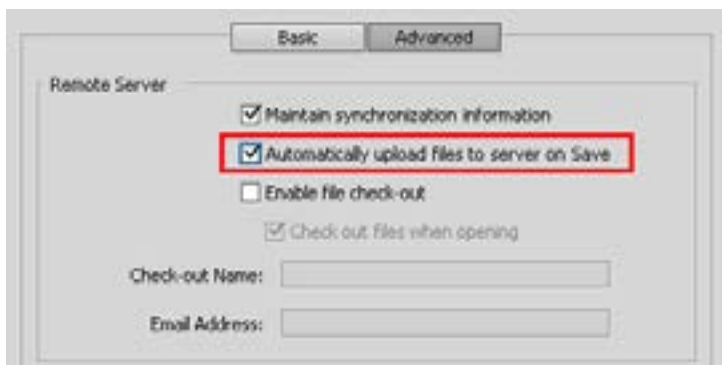 Basic Advanced
Remote Server
Maintain synchronization information
Automatically upload files to server on Save
Enable file check-out
Check out files when opening
Check-out Name:
Email Address: